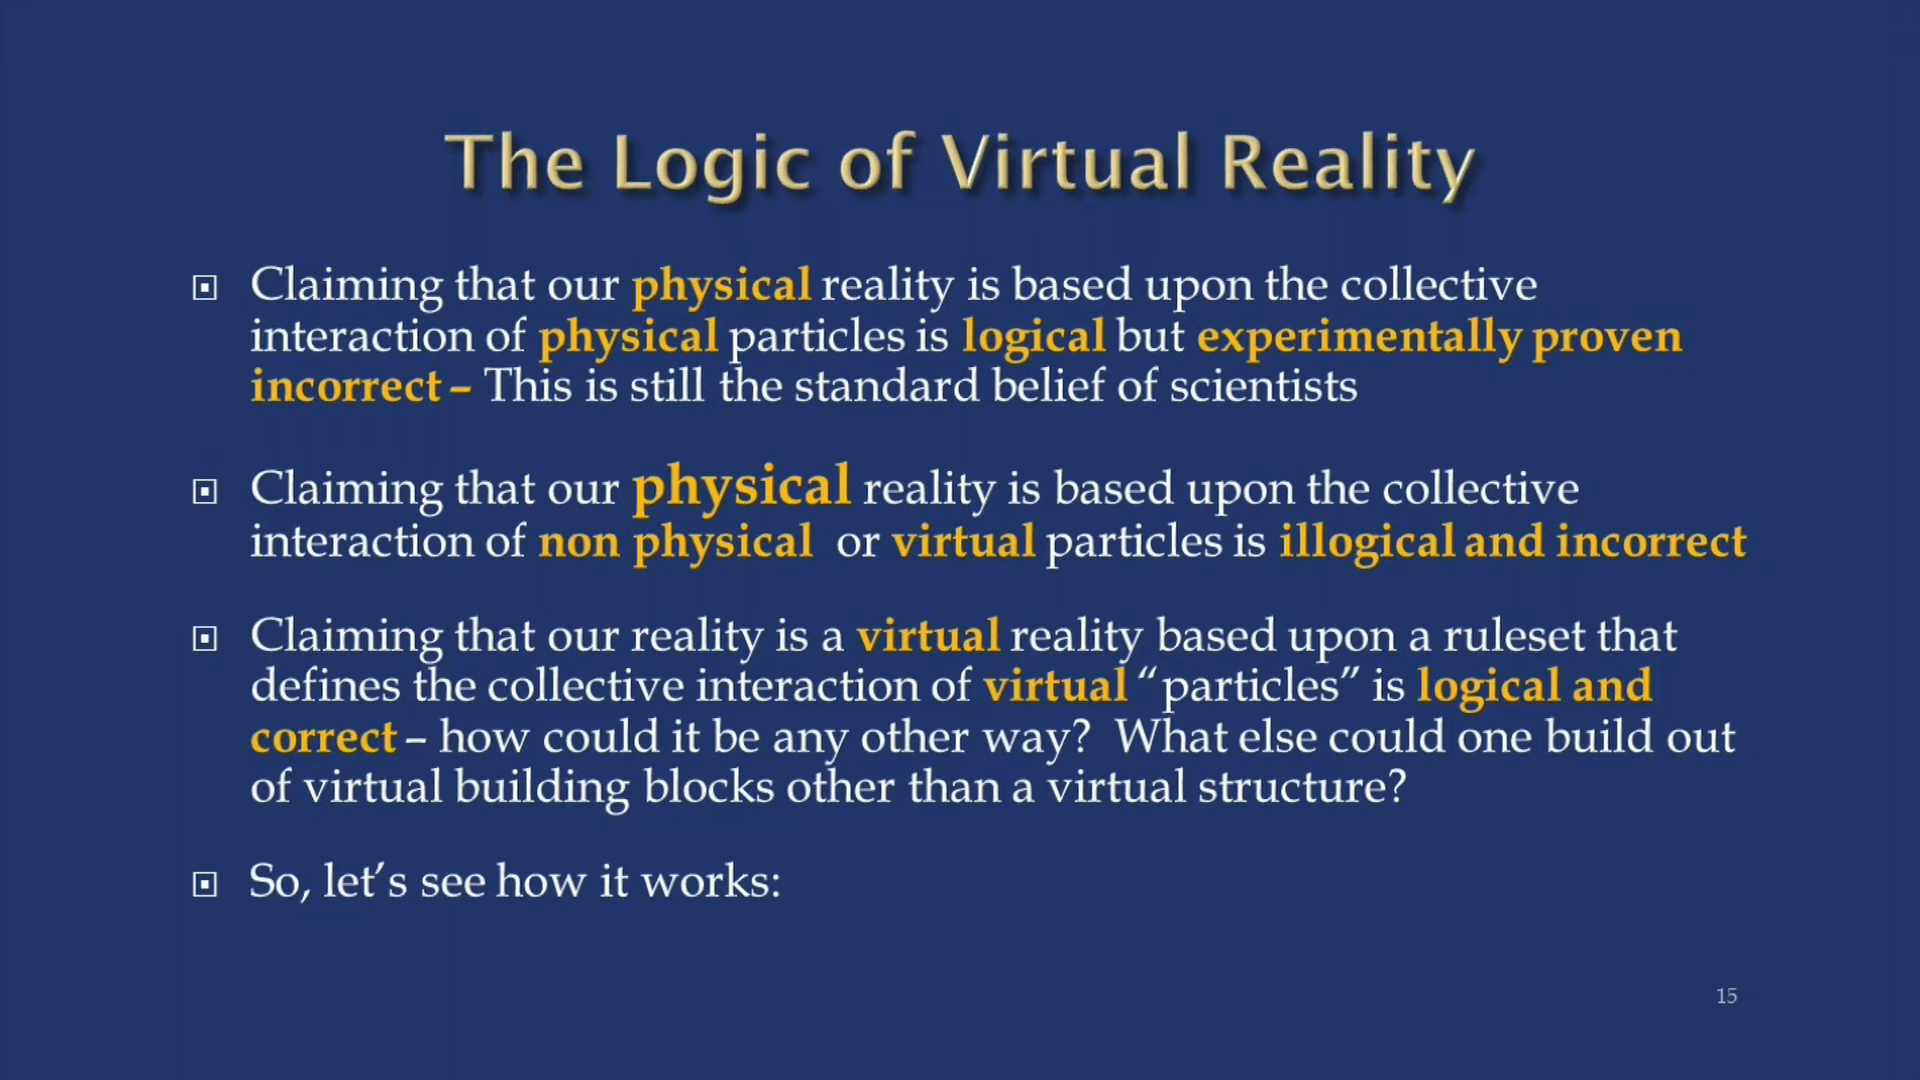 The Logic of Virtual Reality
Claiming that our physical reality is based upon the collective
interaction of physical particles is logical but experimentally proven
incorrect – This is still the standard belief of scientists
Claiming that our physical reality is based upon the collective
interaction of non physical or virtual particles is illogical and incorrect
Claiming that our reality is a virtual reality based upon a ruleset that
defines the collective interaction of virtual “particles” is logical and
correct – how could it be any other way? What else could one build out
of virtual building blocks other than a virtual structure?
So, let’s see how it works:
15